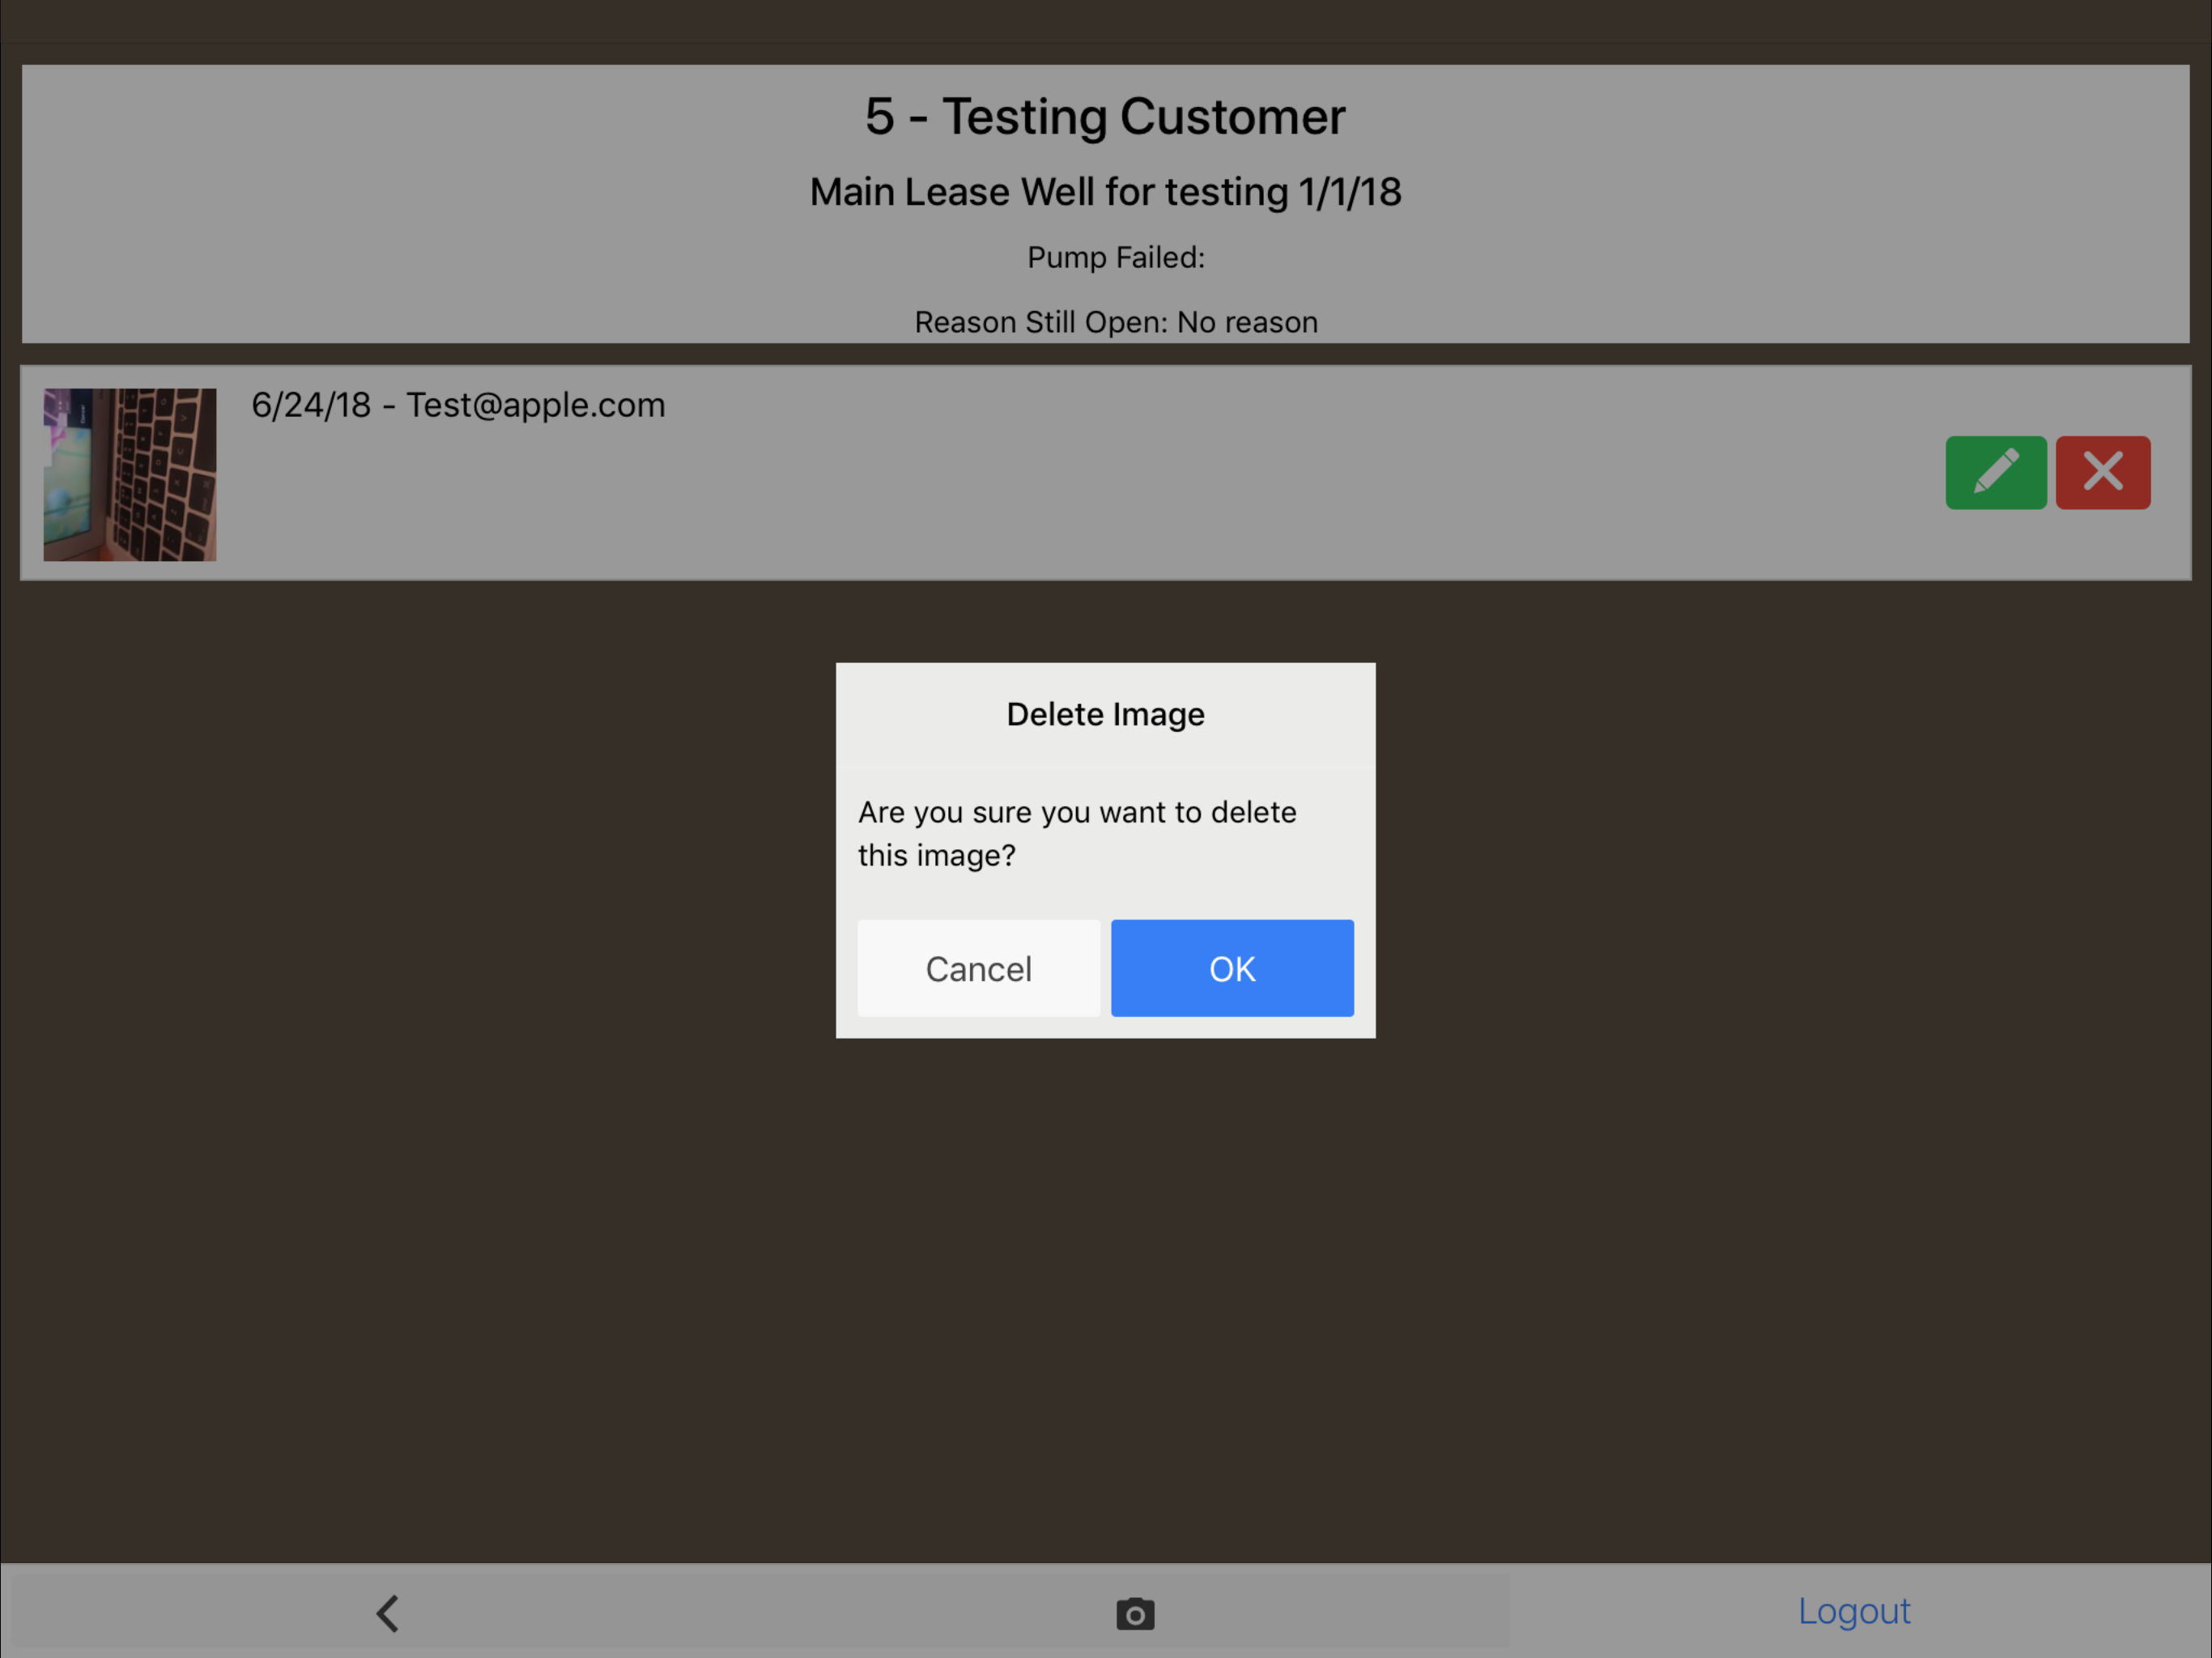 5 - Testing Customer
Main Lease Well for testing 1/1/18
Pump Failed:
Reason Still Open: No reason
6/24/18 - Test@apple.com
Delete Image
Are you sure you want to delete
this image?
Cancel
OK
Logout